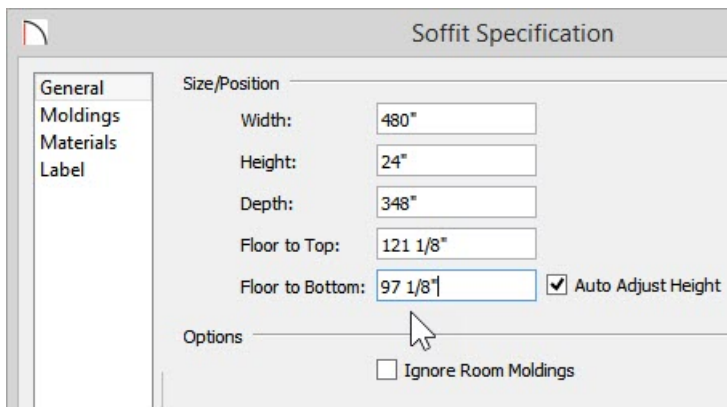 Soffit Specification
General
Moldings
Materials
Label
Size/Position
Width: 480"
Height: 24"
Depth: 348"
Floor to Top: 121 1/8"
Floor to Bottom: 97 1/8" Auto Adjust Height
Options
Ignore Room Moldings